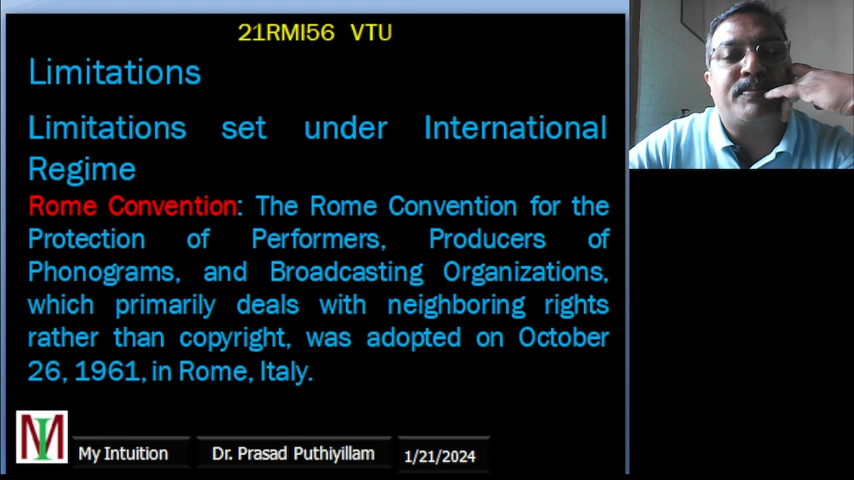 21RMI56 VTU
Limitations
Limitations set under International
Regime
Rome Convention: The Rome Convention for the
Protection of Performers, Producers of
Phonograms, and Broadcasting Organizations,
which primarily deals with neighboring rights
rather than copyright, was adopted on October
26, 1961, in Rome, Italy.
MI
My Intuition
Dr. Prasad Puthiyillam
1/21/2024